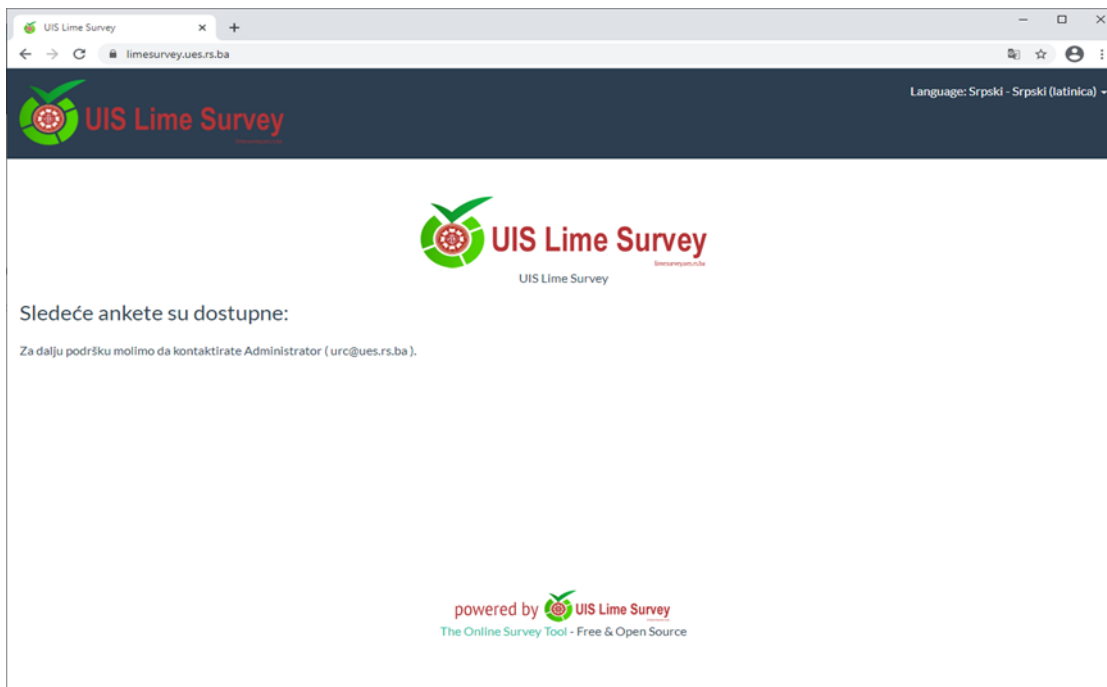 UIS Lime Survey
limesurvey.ues.rs.ba
Language: Srpski - Srpski (latinica)
UIS Lime Survey
UIS Lime Survey
UIS Lime Survey
Sledeće ankete su dostupne:
Za dalju podršku molimo da kontaktirate Administrator ( urc@ues.rs.ba ).
powered by UIS Lime Survey
The Online Survey Tool - Free & Open Source